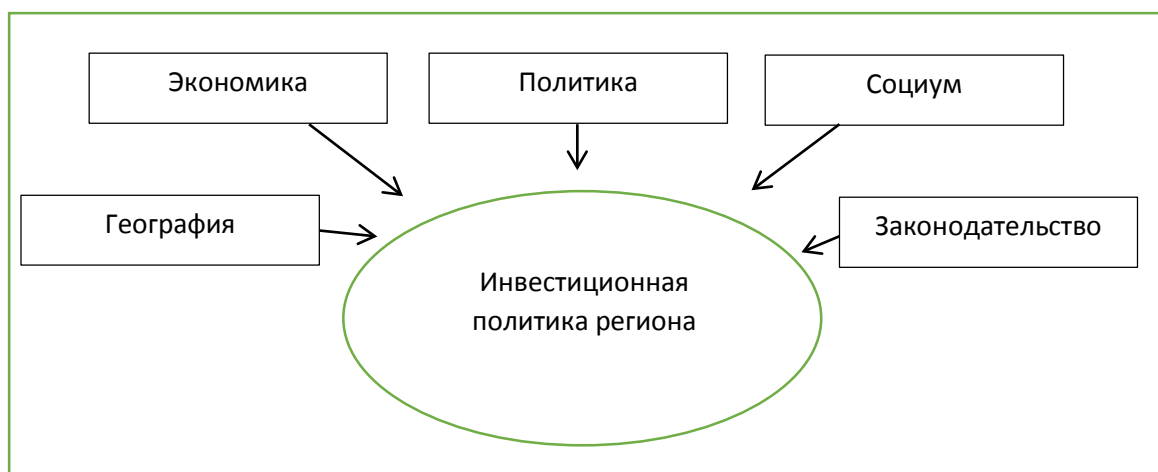 Экономика
Политика
Социум
География
Законодательство
Инвестиционная
политика региона